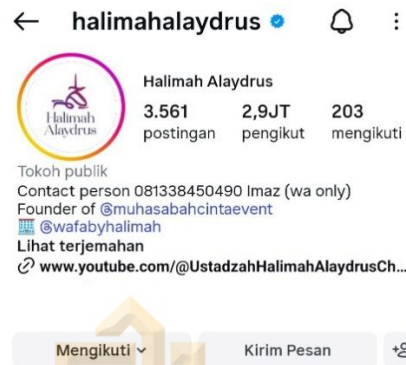 halimahalaydrus
Halimah
Alaydrus
Halimah Alaydrus
3.561 2,9JT 203
postingan pengikut mengikuti
Tokoh publik
Contact person 081338450490 Imaz (wa only)
Founder of @muhasabahcintaevent
@wafabyhalimah
Lihat terjemahan
www.youtube.com/@UstadzahHalimahAlaydrusCh...
Mengikuti Kirim Pesan